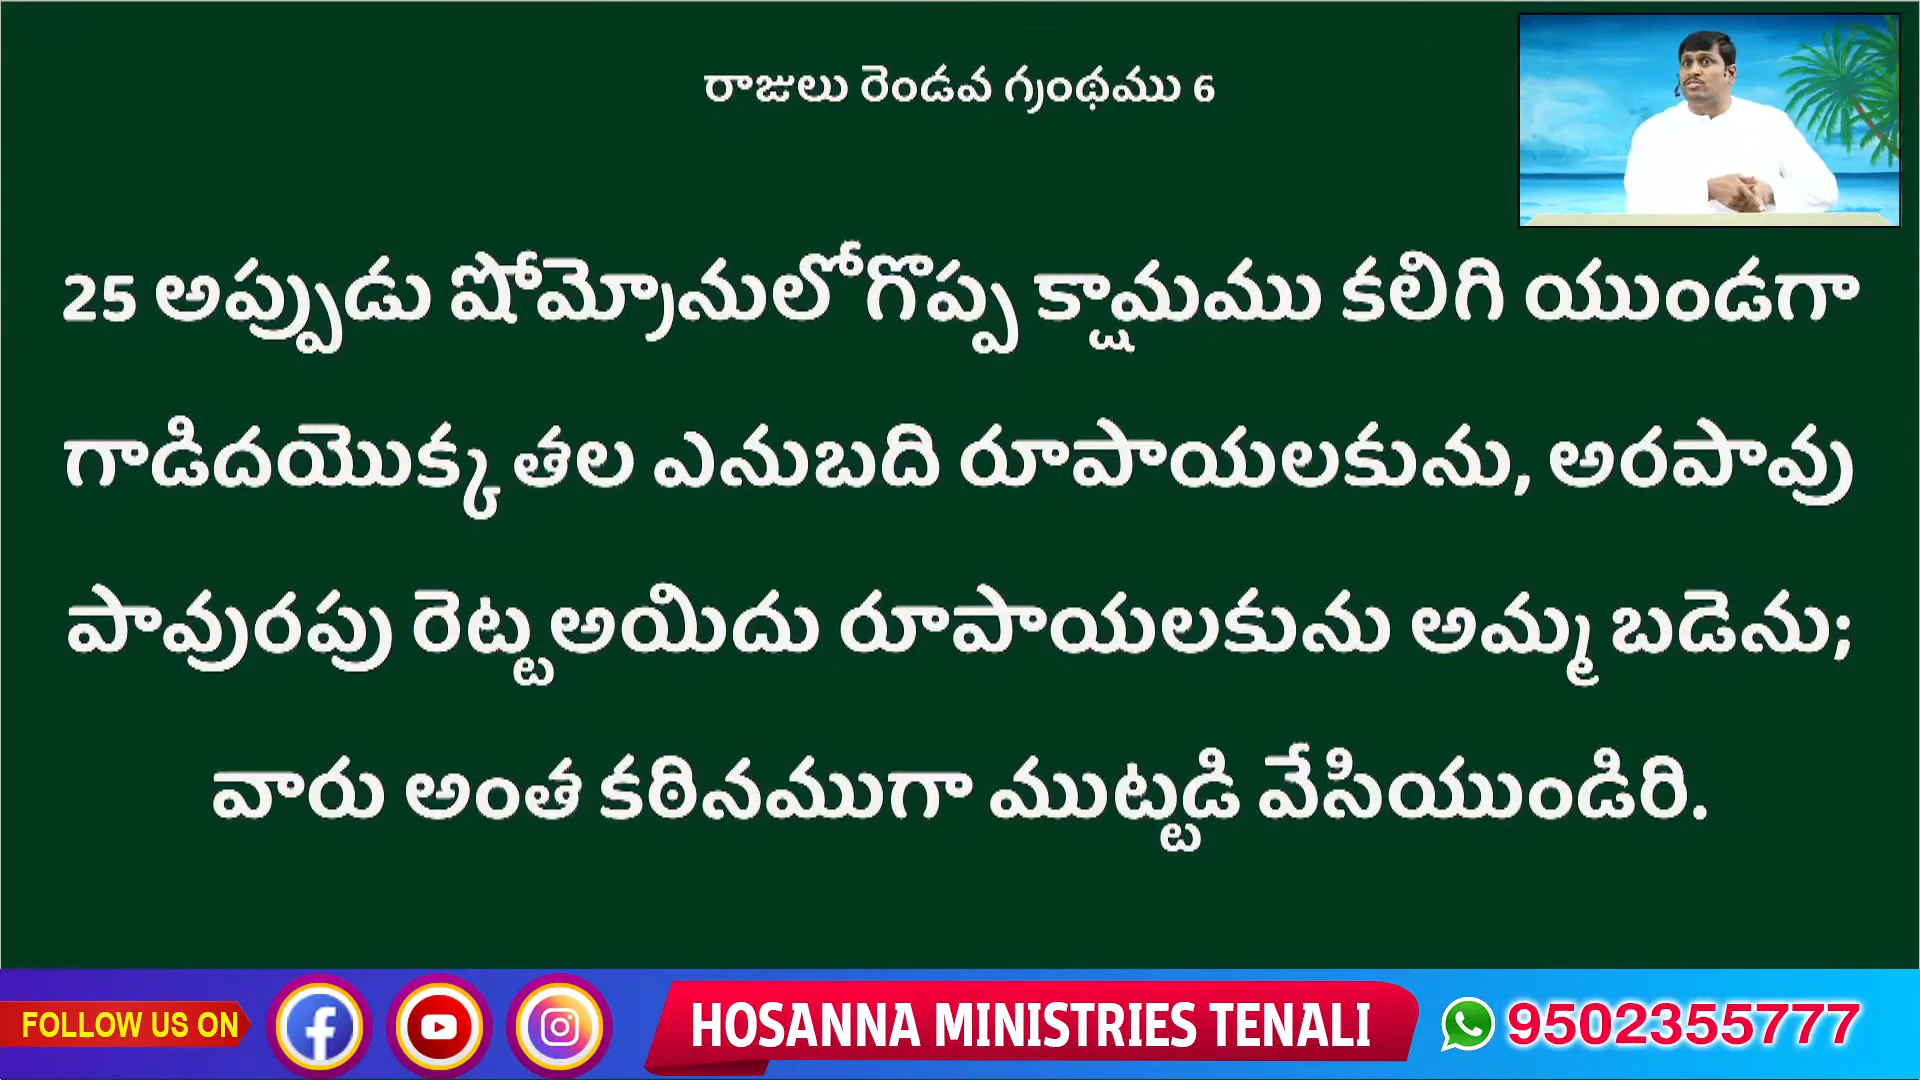 రాజులు రెండవ గ్రంథము 6
25 అప్పుడు షోమ్రోనులోగొప్ప క్షామము కలిగి యుండగా
గాడిదయొక్క తల ఎనుబది రూపాయలకును, అరపావు
పావురపు రెట్టఅయిదు రూపాయలకును అమ్మ బడెను;
వారు అంత కఠినముగా ముట్టడి వేసియుండిరి.
FOLLOW US ON
HOSANNA MINISTRIES TENALI
9502355777